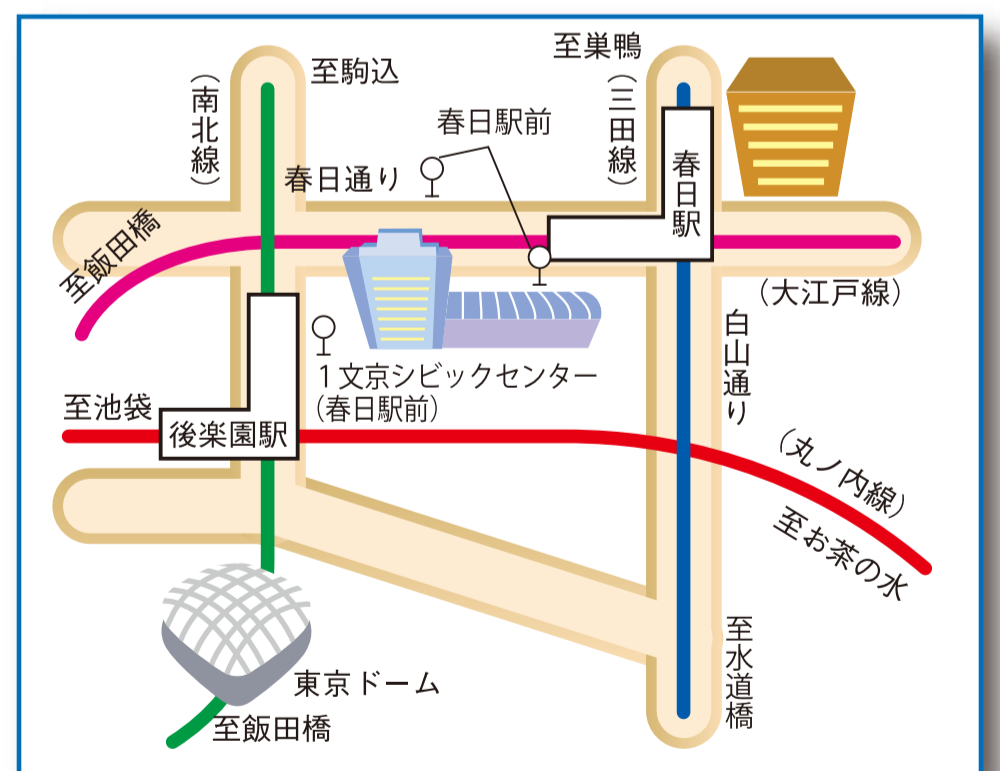 至巣鴨
至駒込
（南北線）
（三田線）
春日駅前
春日駅
春日通り
至飯田橋
（大江戸線）
白山通り
1文京シビックセンター
（春日駅前）
至池袋
後楽園駅
（丸ノ内線）
至お茶の水
至水道橋
東京ドーム
至飯田橋